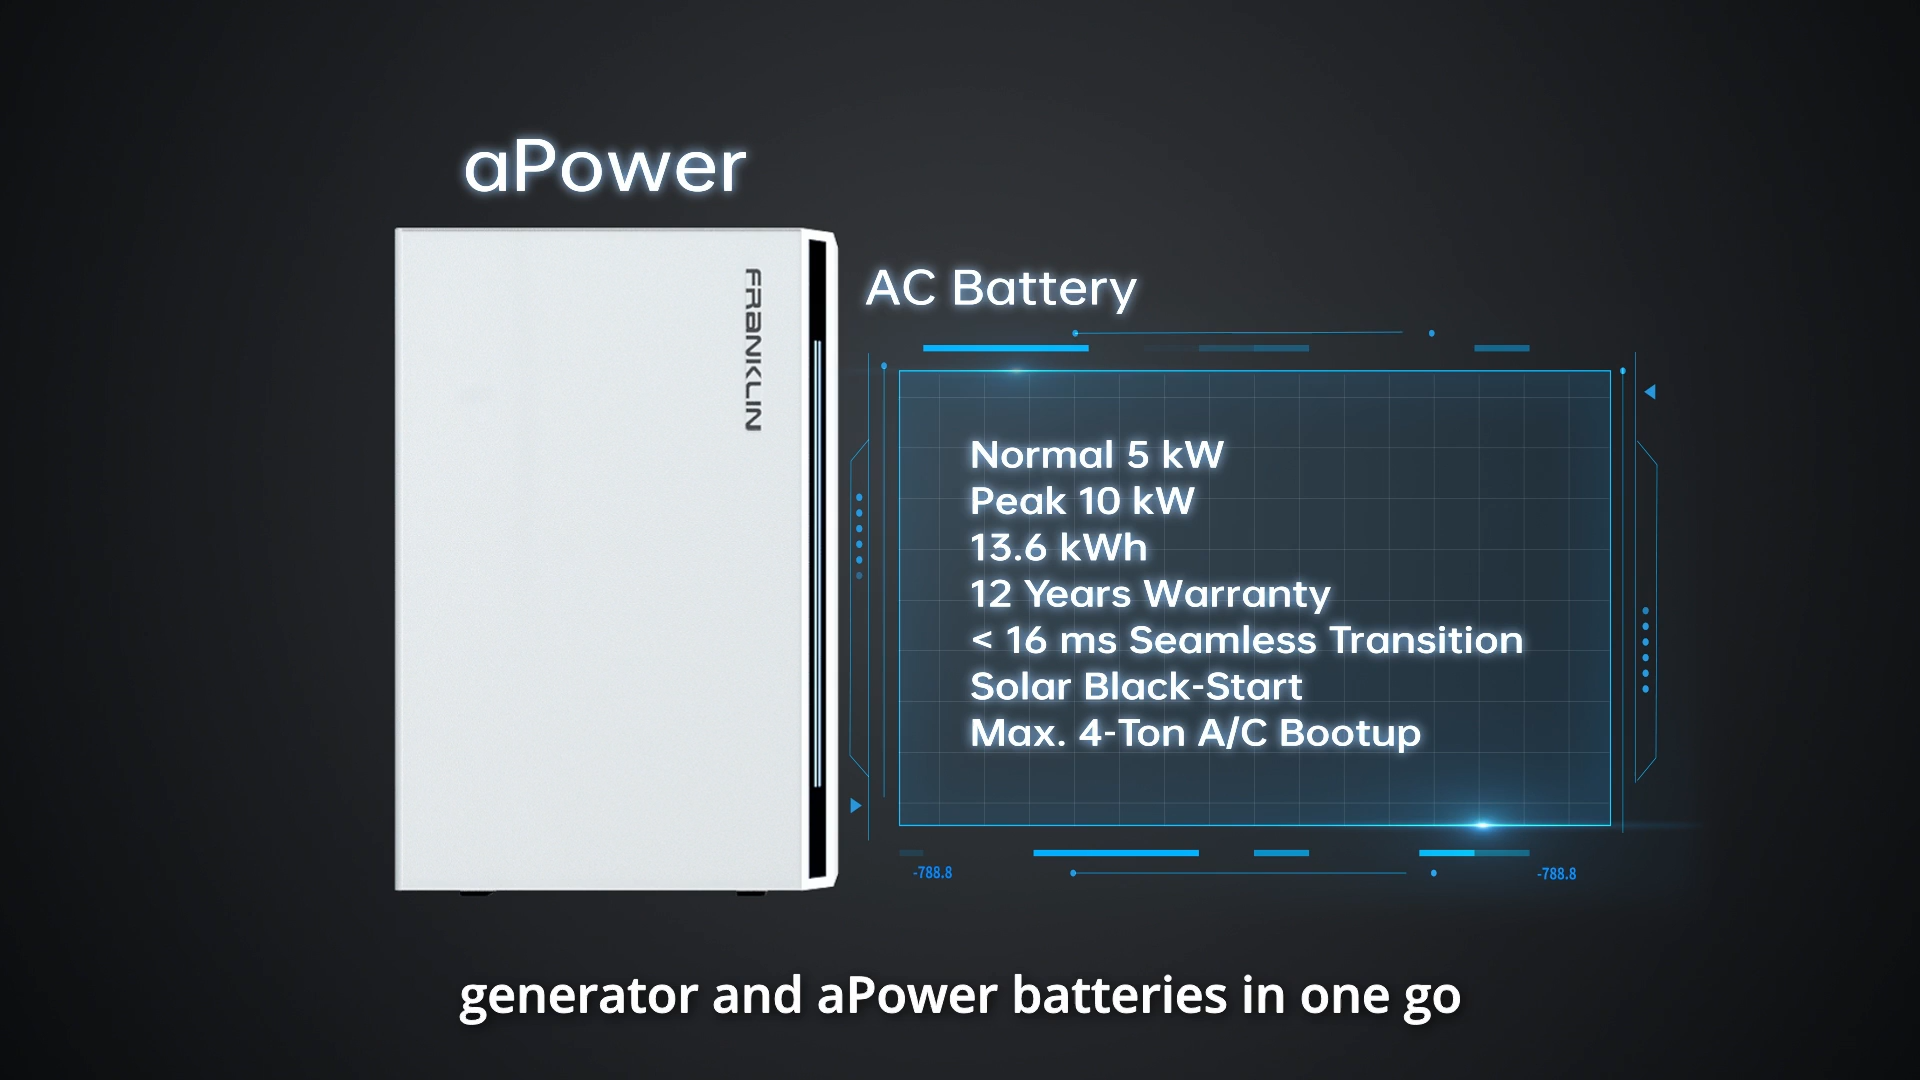 aPower
FRANKLIN
AC Battery
Normal 5 kW
Peak 10 kW
13.6 kWh
12 Years Warranty
< 16 ms Seamless Transition
Solar Black-Start
Max. 4-Ton A/C Bootup
-788.8
-788.8
generator and aPower batteries in one go